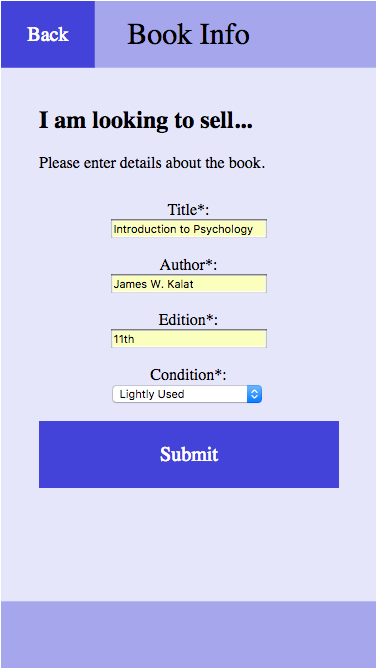 Back
Book Info
I am looking to sell...
Please enter details about the book.
Title*:
Introduction to Psychology
Author*:
James W. Kalat
Edition*:
11th
Condition*:
Lightly Used
Submit